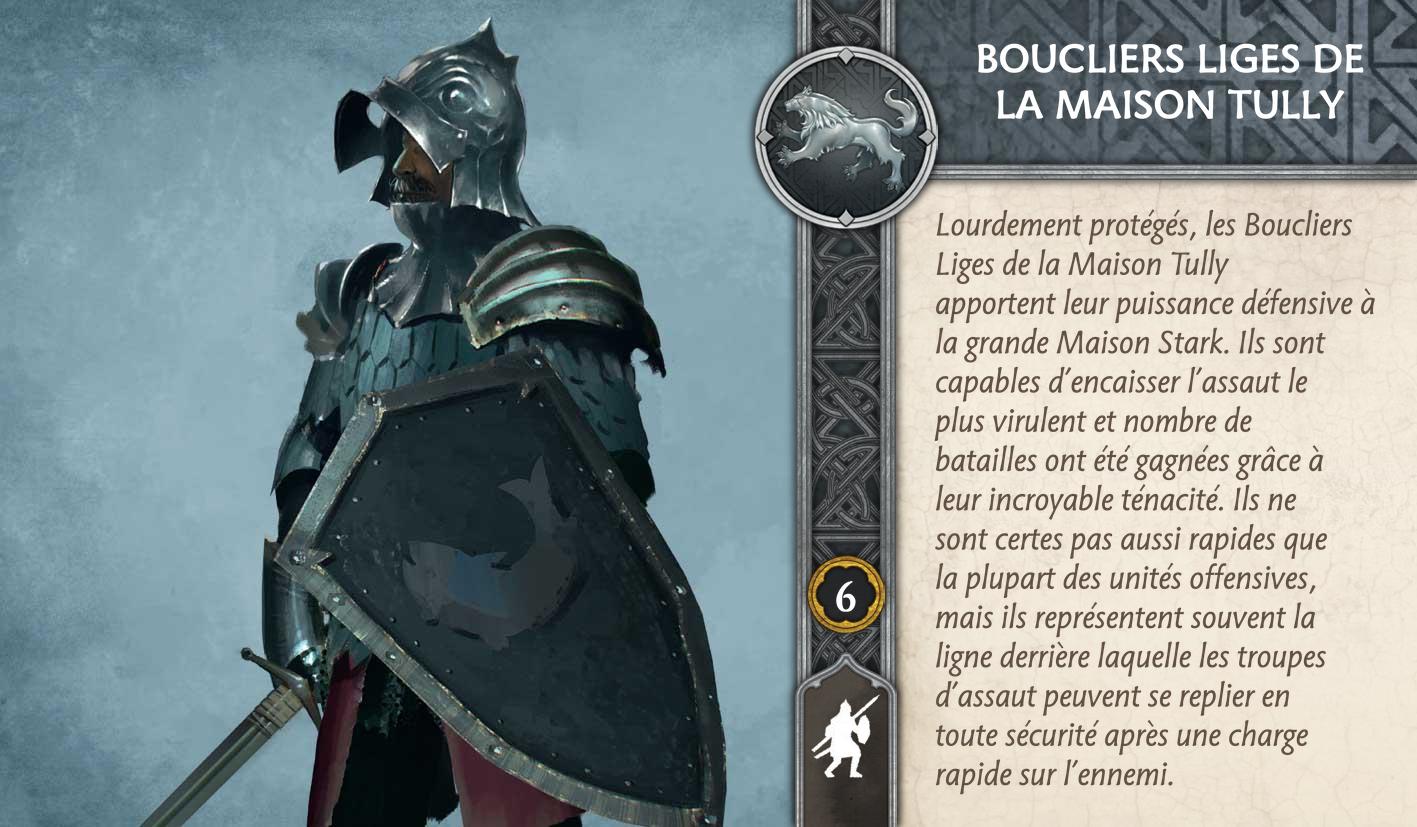 BOUCLIERS LIGES DE
LA MAISON TULLY
Lourdement protégés, les Boucliers
Liges de la Maison Tully
apportent leur puissance défensive à
la grande Maison Stark. Ils sont
capables d'encaisser l'assaut le
plus virulent et nombre de
batailles ont été gagnées grâce à
leur incroyable ténacité. Ils ne
sont certes pas aussi rapides que
la plupart des unités offensives,
mais ils représentent souvent la
ligne derrière laquelle les troupes
d'assaut peuvent se replier en
toute sécurité après une charge
rapide sur l'ennemi.
6